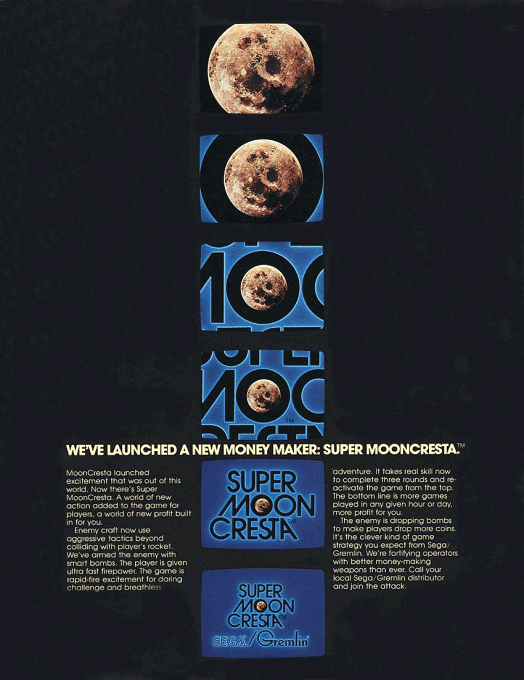 SUPER
MOO
SUPER
MOO
TM
CREST
WE'VE LAUNCHED A NEW MONEY MAKER: SUPER MOONCRESTA.™
MoonCresta launched
excitement that was out of this
world. Now there's Super
MoonCresta. A world of new
action added to the game for
players, a world of new profit built
in for you.
Enemy craft now use
aggressive tactics beyond
colliding with player's rocket.
We've armed the enemy with
smart bombs. The player is given
ultra fast firepower. The game is
rapid-fire excitement for daring
challenge and breathless
SUPER
MOON
CRESTA™
SUPER
MOON
CRESTA™
SEGA/Gremlin®
adventure. It takes real skill now
to complete three rounds and re-
activate the game from the top.
The bottom line is more games
played in any given hour or day,
more profit for you.
The enemy is dropping bombs
to make players drop more coins.
It's the clever kind of game
strategy you expect from Sega/
Gremlin. We're fortifying operators
with better money-making
weapons than ever. Call your
local Sega/Gremlin distributor
and join the attack.